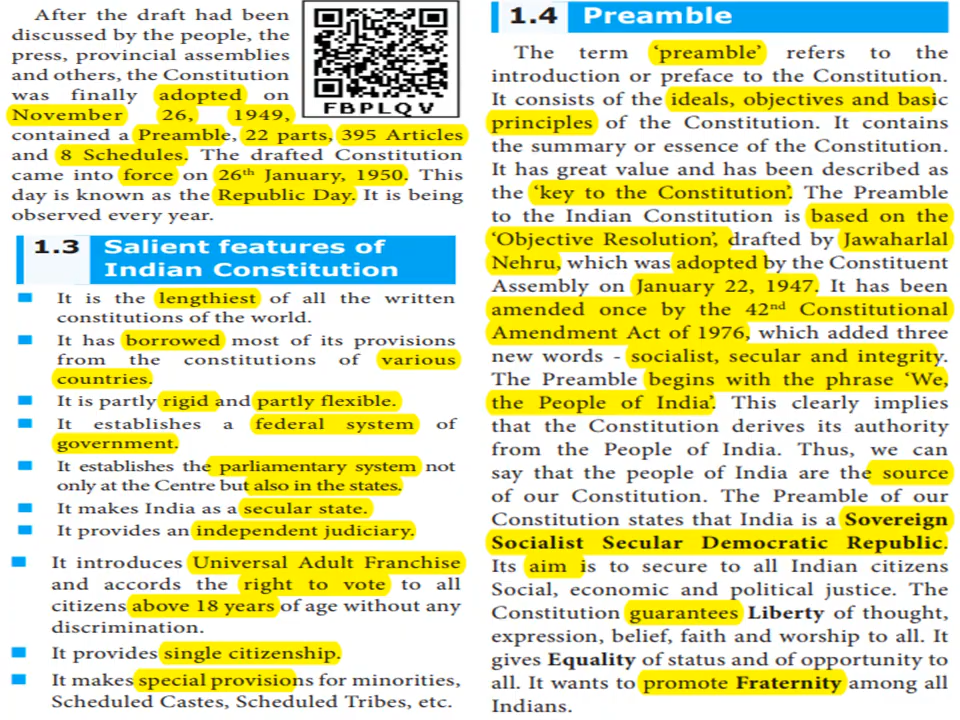 After the draft had been
discussed by the people, the
press, provincial assemblies
and others, the Constitution
was finally adopted on
November 26, 1949,
contained a Preamble, 22 parts, 395 Articles
and 8 Schedules. The drafted Constitution
came into force on 26th January, 1950. This
day is known as the Republic Day. It is being
observed every year.
FBPLQV
1.3 Salient features of
Indian Constitution
It is the lengthiest of all the written
constitutions of the world.
It has borrowed most of its provisions
from the constitutions of various
countries.
It is partly rigid and partly flexible.
It establishes a federal system of
government.
It establishes the parliamentary system not
only at the Centre but also in the states.
It makes India as a secular state.
It provides an independent judiciary.
It introduces Universal Adult Franchise
and accords the right to vote to all
citizens above 18 years of age without any
discrimination.
It provides single citizenship.
It makes special provisions for minorities,
Scheduled Castes, Scheduled Tribes, etc.
1.4 Preamble
The term ‘preamble’ refers to the
introduction or preface to the Constitution.
It consists of the ideals, objectives and basic
principles of the Constitution. It contains
the summary or essence of the Constitution.
It has great value and has been described as
the ‘key to the Constitution’. The Preamble
to the Indian Constitution is based on the
‘Objective Resolution’, drafted by Jawaharlal
Nehru, which was adopted by the Constituent
Assembly on January 22, 1947. It has been
amended once by the 42nd Constitutional
Amendment Act of 1976, which added three
new words - socialist, secular and integrity.
The Preamble begins with the phrase ‘We,
the People of India’. This clearly implies
that the Constitution derives its authority
from the People of India. Thus, we can
say that the people of India are the source
of our Constitution. The Preamble of our
Constitution states that India is a Sovereign
Socialist Secular Democratic Republic.
Its aim is to secure to all Indian citizens
Social, economic and political justice. The
Constitution guarantees Liberty of thought,
expression, belief, faith and worship to all. It
gives Equality of status and of opportunity to
all. It wants to promote Fraternity among all
Indians.